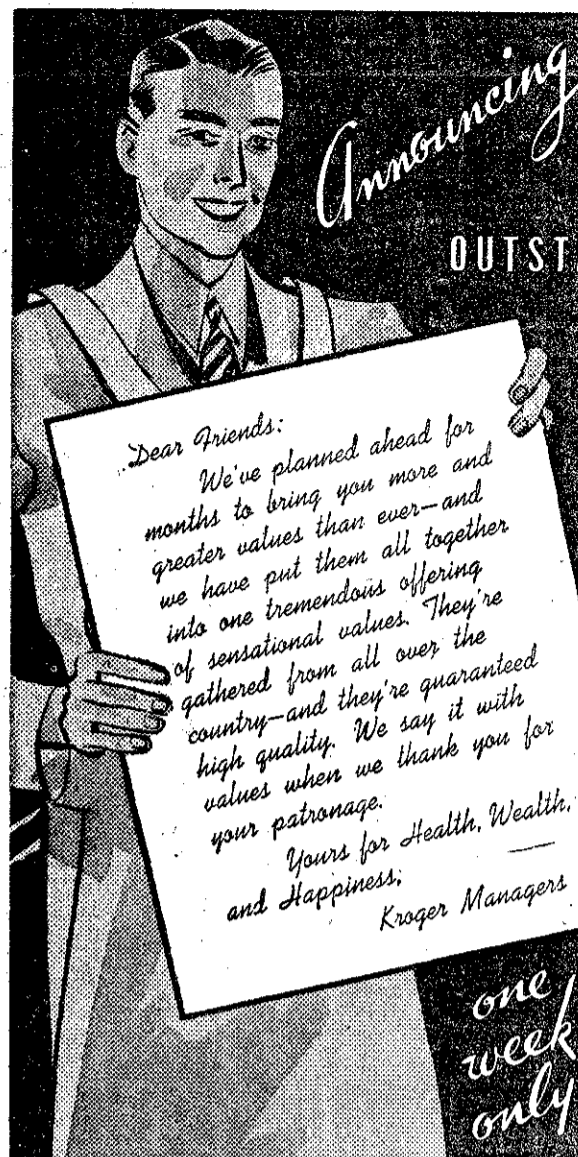 Announcing
OUTST
Dear Friends:
We've planned ahead for
months to bring you more and
greater values than ever—and
we have put them all together
into one tremendous offering
of sensational values. They're
gathered from all over the
country—and they're guaranteed
high quality. We say it with
values when we thank you for
your patronage.
Yours for Health, Wealth,
and Happiness,
Kroger Managers
one
week
only